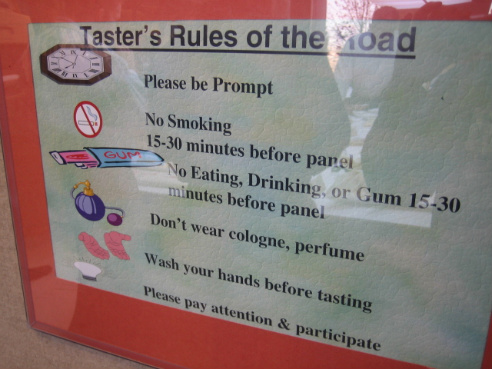 Taster's Rules of the Road
Please be Prompt
No Smoking
15-30 minutes before panel
GUM
No Eating, Drinking, or Gum 15-30
minutes before panel
Don't wear cologne, perfume
Wash your hands before tasting
Please pay attention & participate